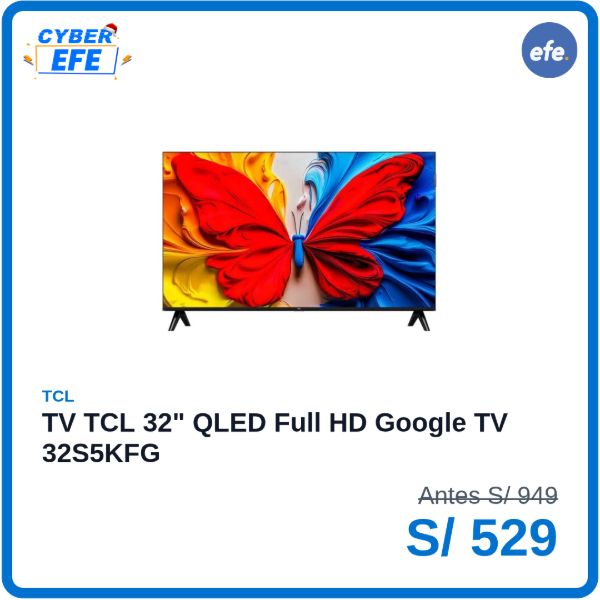 CYBER
EFE
efe.
TCL
TV TCL 32" QLED Full HD Google TV
32S5KFG
Antes S/ 949
S/ 529